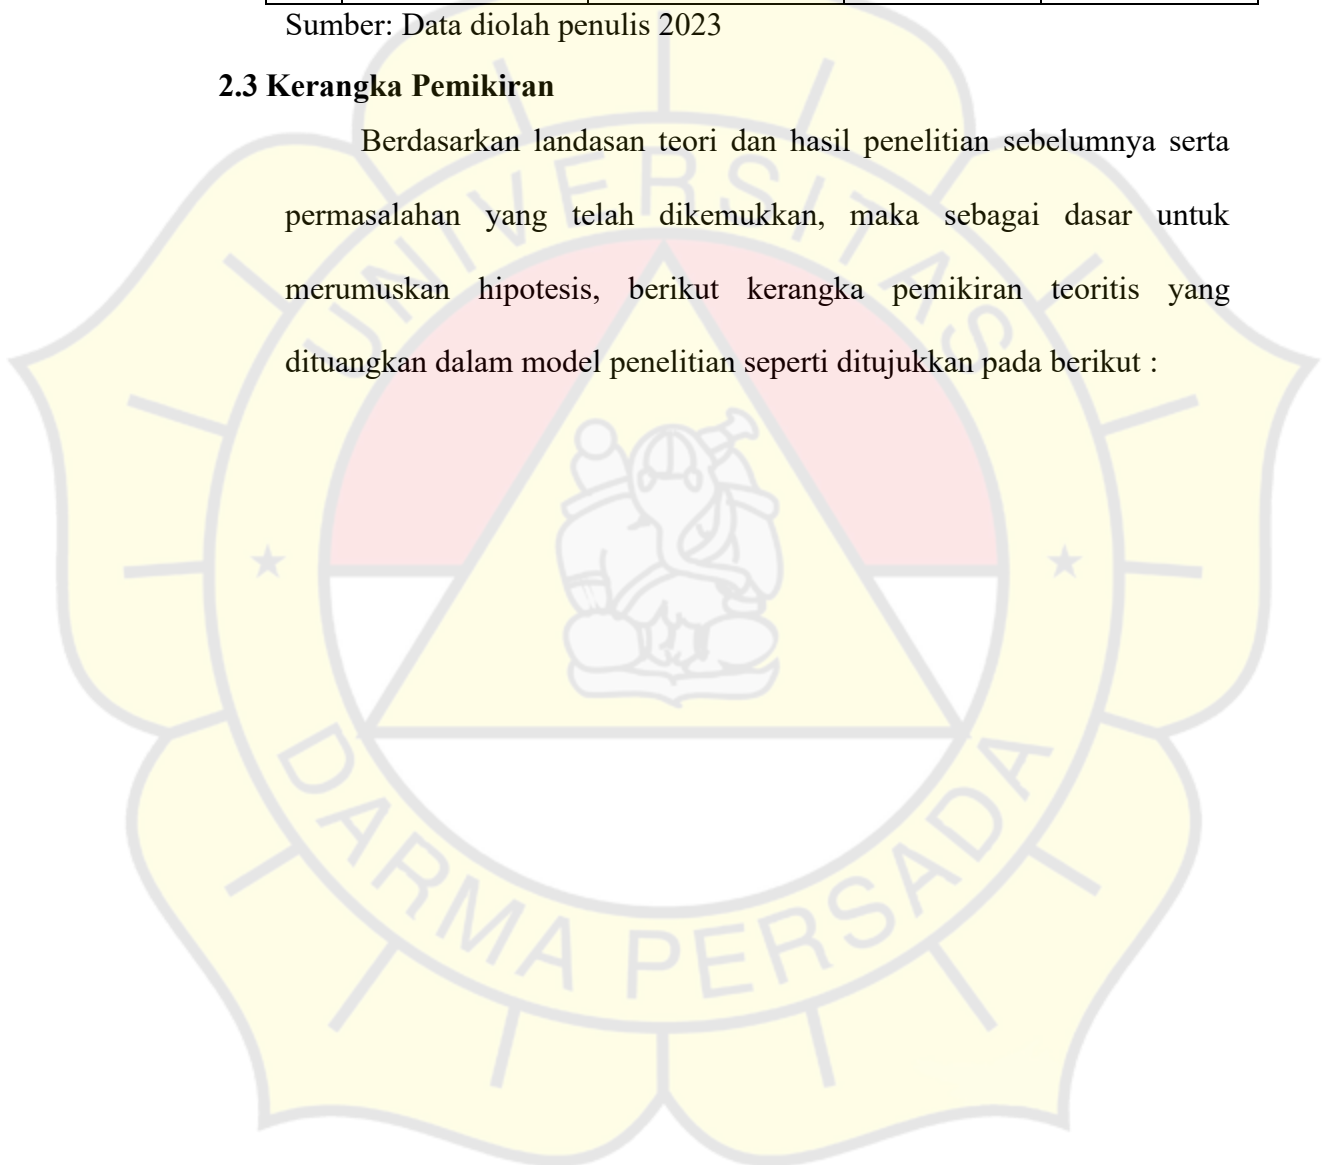 Sumber: Data diolah penulis 2023
2.3 Kerangka Pemikiran
Berdasarkan landasan teori dan hasil penelitian sebelumnya serta
permasalahan yang telah dikemukkan, maka sebagai dasar untuk
merumuskan hipotesis, berikut kerangka pemikiran teoritis yang
dituangkan dalam model penelitian seperti ditujukkan pada berikut :
UNIVERSITAS
DARMA PERSADA